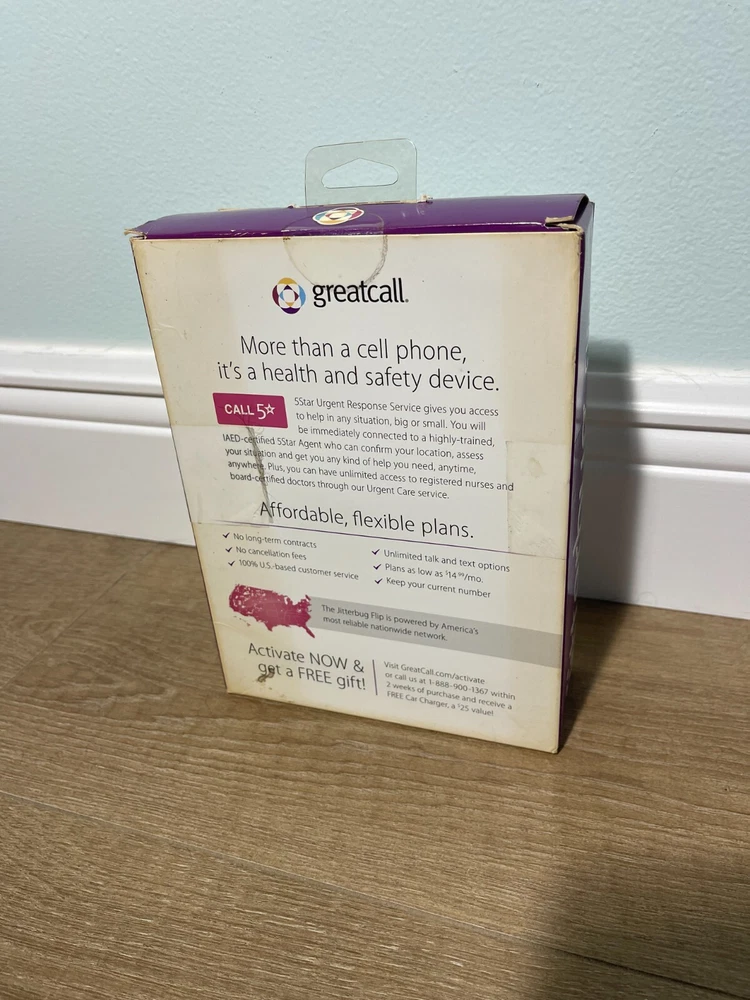 greatcall.
More than a cell phone,
it's a health and safety device.
CALL 5☆
5Star Urgent Response Service gives you access
to help in any situation, big or small. You will
be immediately connected to a highly-trained,
IAED-certified 5Star Agent who can confirm your location, assess
your situation and get you any kind of help you need, anytime,
anywhere. Plus, you can have unlimited access to registered nurses and
board-certified doctors through our Urgent Care service.
Affordable, flexible plans.
✓ No long-term contracts
✓ No cancellation fees
✓ 100% U.S.-based customer service
✓ Unlimited talk and text options
✓ Plans as low as $14.99/mo.
✓ Keep your current number
The Jitterbug Flip is powered by America's
most reliable nationwide network.
Activate NOW &
get a FREE gift!
Visit GreatCall.com/activate
or call us at 1-888-900-1367 within
2 weeks of purchase and receive a
FREE Car Charger, a $25 value!